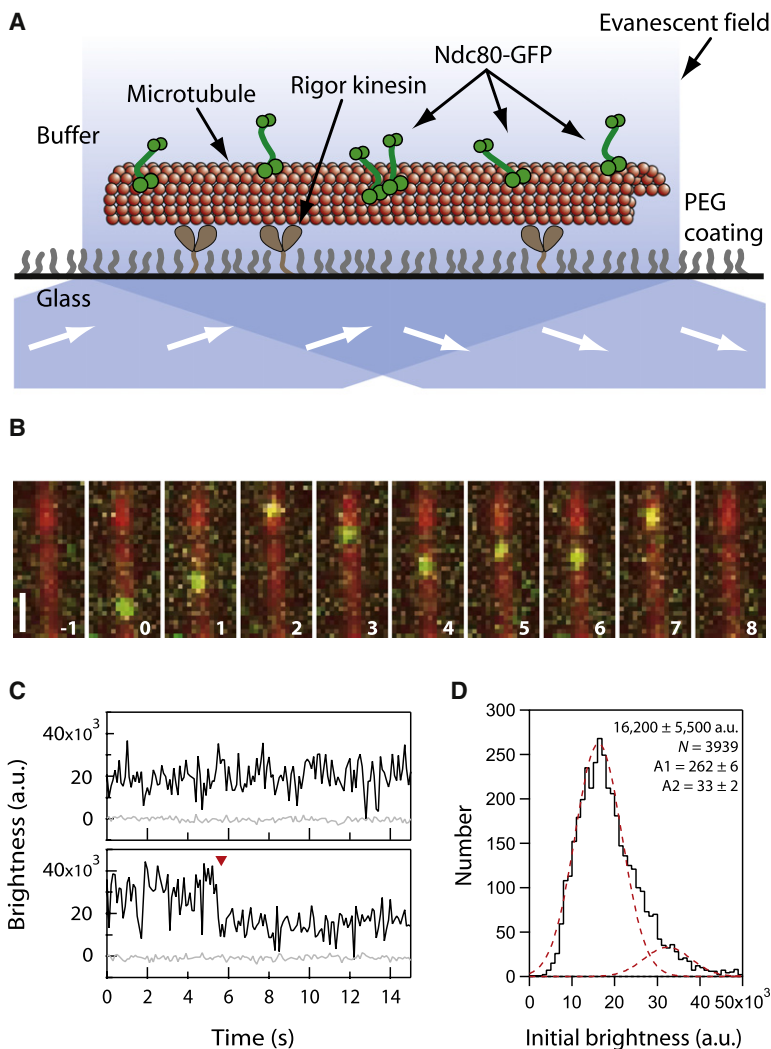 A
Evanescent field
Ndc80-GFP
Rigor kinesin
Microtubule
Buffer
PEG
coating
Glass
B
-1 0 1 2 3 4 5 6 7 8
C
40x10³
20
0
40x10³
20
0
0 2 4 6 8 10 12 14
Brightness (a.u.)
Time (s)
D
300
250
200
150
100
50
0
16,200 ± 5,500 a.u.
N = 3939
A1 = 262 ± 6
A2 = 33 ± 2
Number
0 10 20 30 40 50x10³
Initial brightness (a.u.)